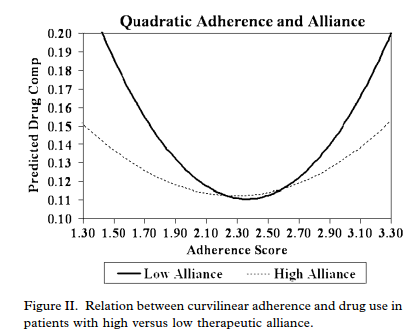 Quadratic Adherence and Alliance
Predicted Drug Comp
0.20
0.19
0.18
0.17
0.16
0.15
0.14
0.13
0.12
0.11
0.10
1.30 1.50 1.70 1.90 2.10 2.30 2.50 2.70 2.90 3.10 3.30
Adherence Score
Low Alliance High Alliance
Figure II. Relation between curvilinear adherence and drug use in
patients with high versus low therapeutic alliance.